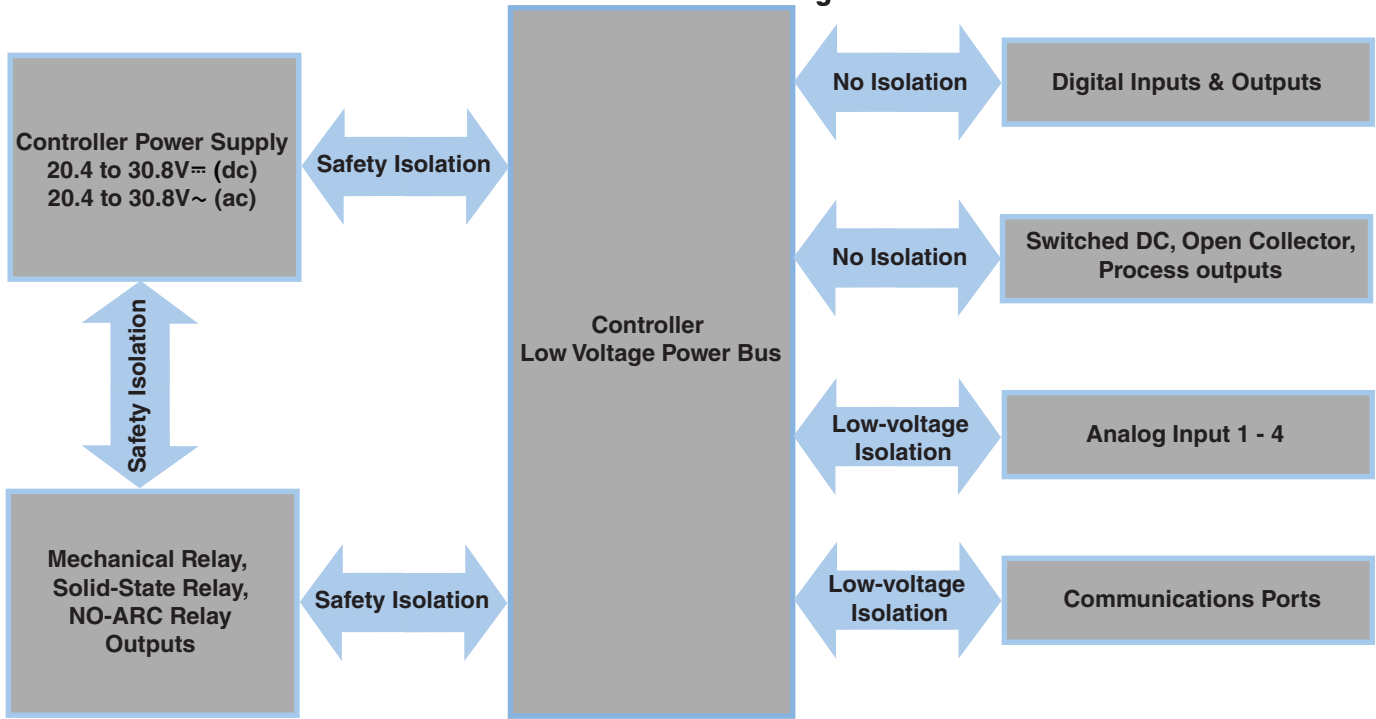 No Isolation
Digital Inputs & Outputs
Controller Power Supply
20.4 to 30.8V⎓ (dc)
20.4 to 30.8V~ (ac)
Safety Isolation
No Isolation
Switched DC, Open Collector,
Process outputs
Safety Isolation
Controller
Low Voltage Power Bus
Low-voltage
Isolation
Analog Input 1 - 4
Mechanical Relay,
Solid-State Relay,
NO-ARC Relay
Outputs
Safety Isolation
Low-voltage
Isolation
Communications Ports